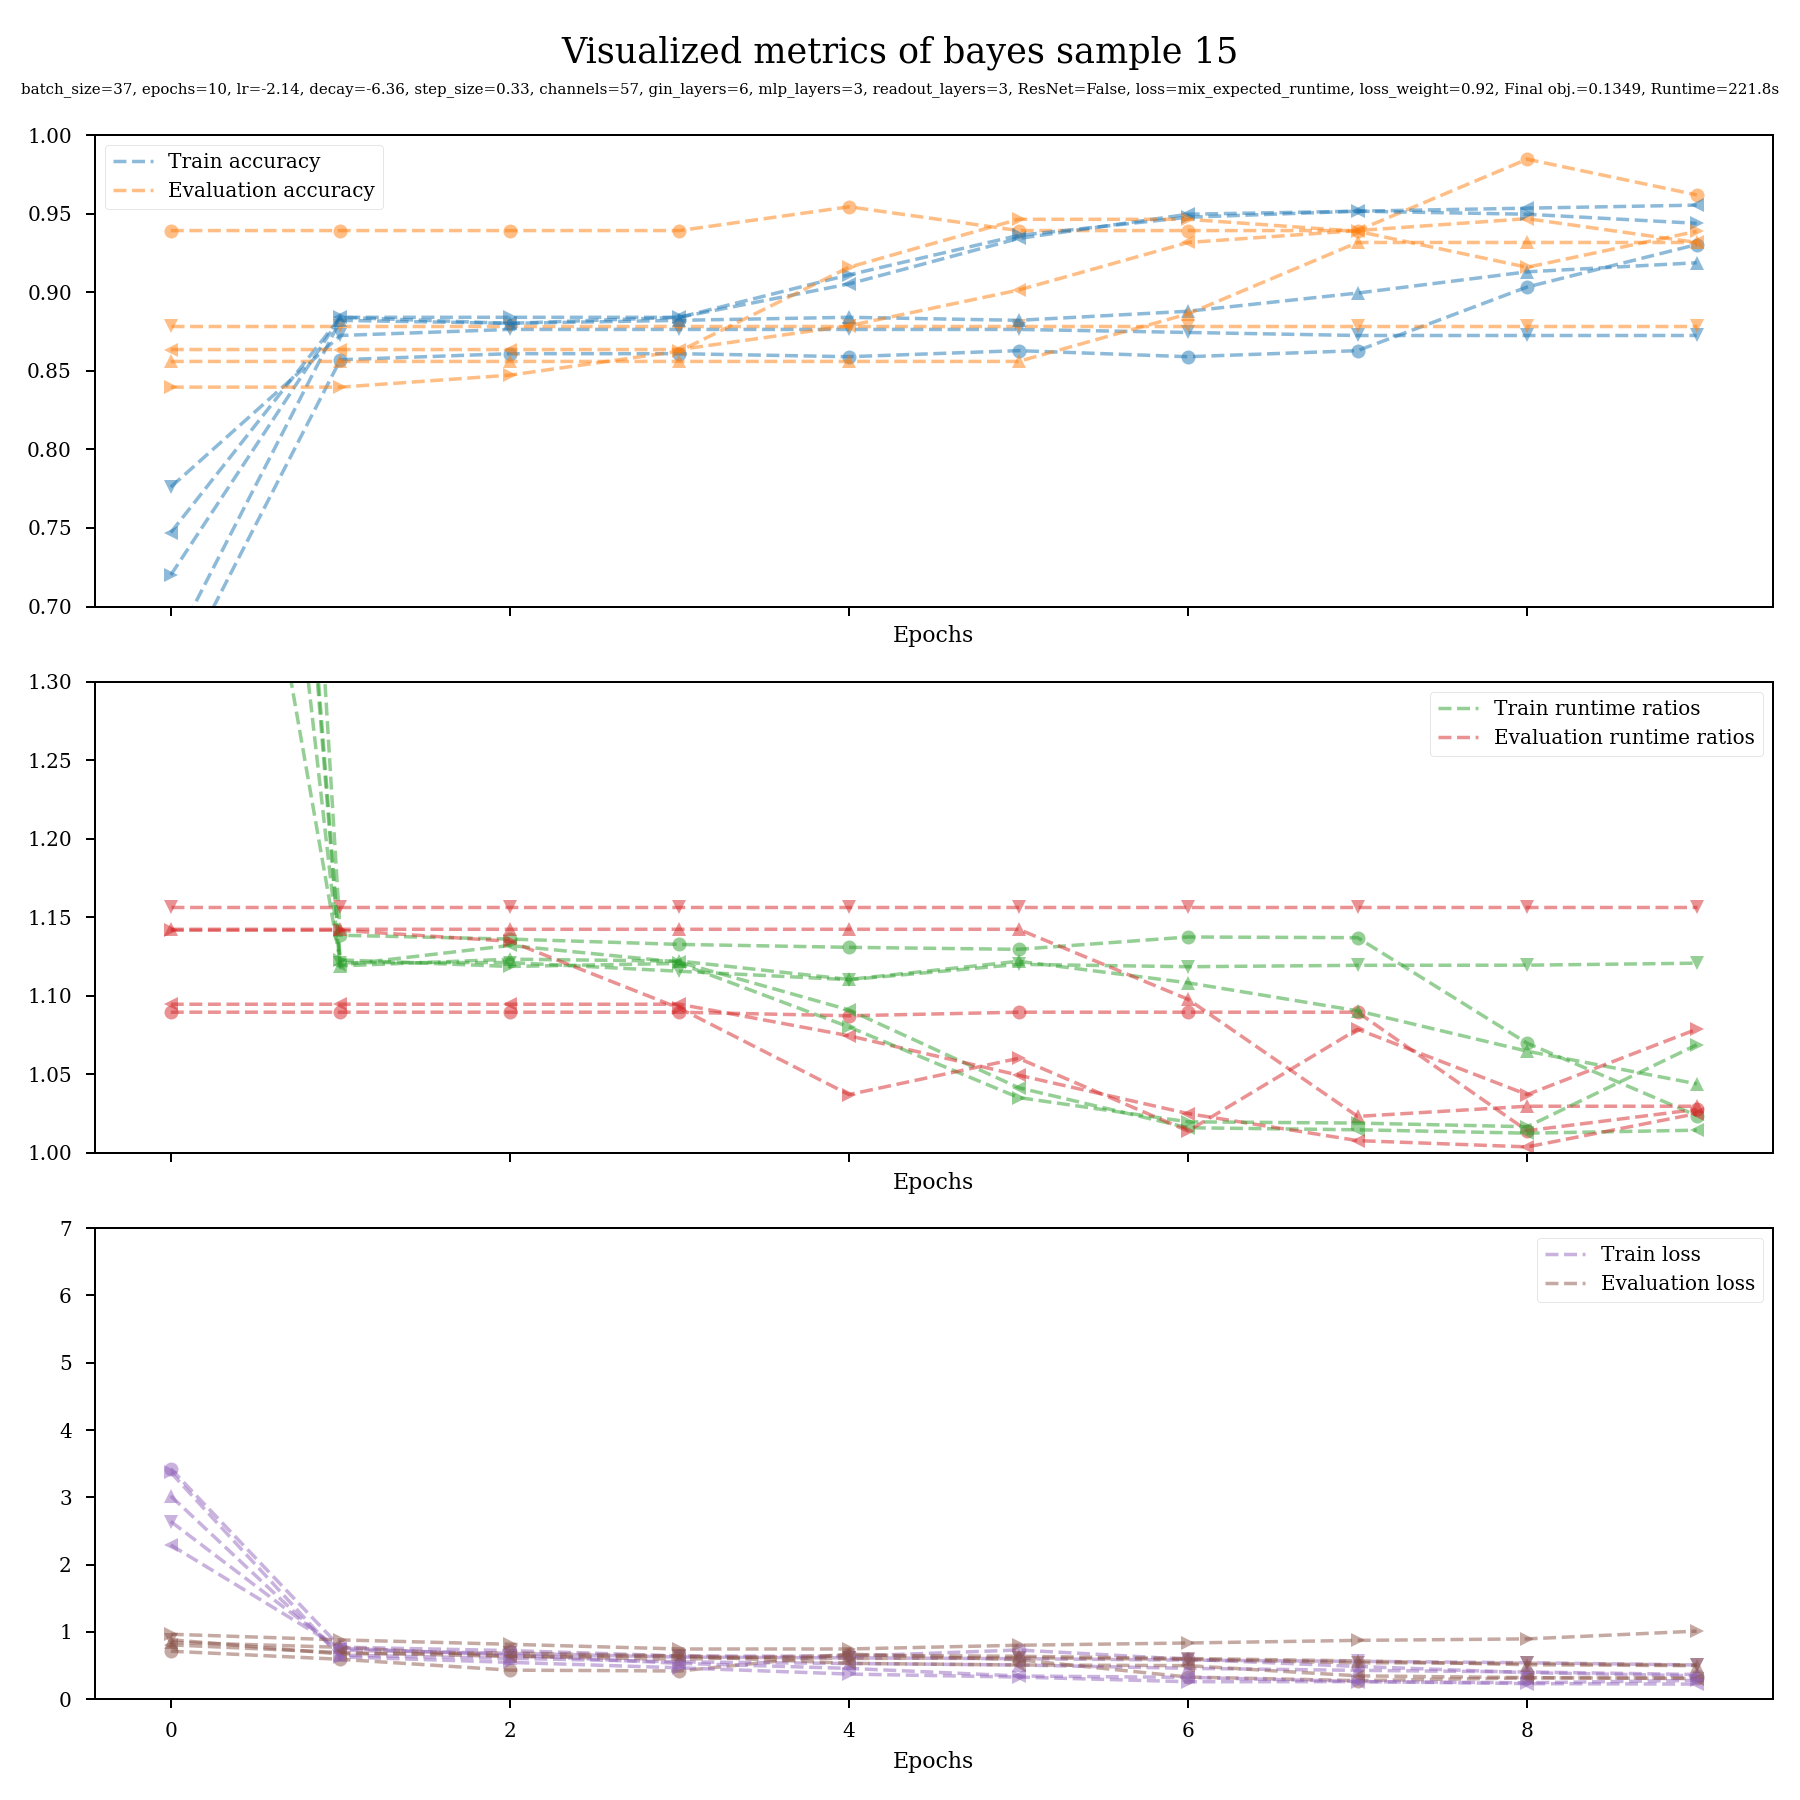 Visualized metrics of bayes sample 15
batch_size=37, epochs=10, lr=-2.14, decay=-6.36, step_size=0.33, channels=57, gin_layers=6, mlp_layers=3, readout_layers=3, ResNet=False, loss=mix_expected_runtime, loss_weight=0.92, Final obj.=0.1349, Runtime=221.8s
1.00
0.95
0.90
0.85
0.80
0.75
0.70
Train accuracy
Evaluation accuracy
Epochs
1.30
1.25
1.20
1.15
1.10
1.05
1.00
Train runtime ratios
Evaluation runtime ratios
Epochs
7
6
5
4
3
2
1
0
Train loss
Evaluation loss
0 2 4 6 8
Epochs